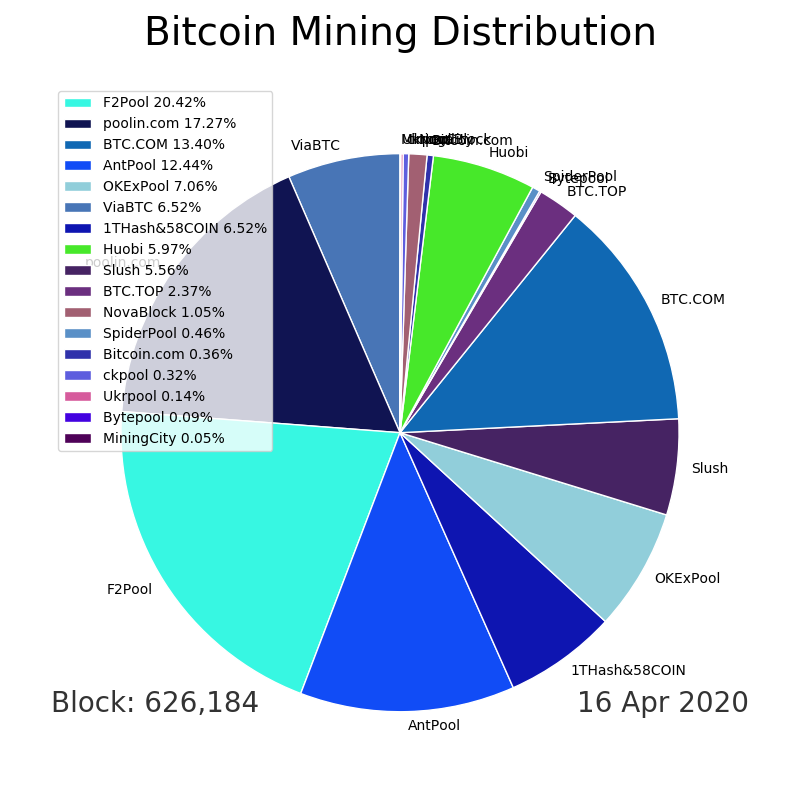 Bitcoin Mining Distribution
F2Pool 20.42%
poolin.com 17.27%
BTC.COM 13.40%
AntPool 12.44%
OKExPool 7.06%
ViaBTC 6.52%
1THash&58COIN 6.52%
Huobi 5.97%
Slush 5.56%
BTC.TOP 2.37%
NovaBlock 1.05%
SpiderPool 0.46%
Bitcoin.com 0.36%
ckpool 0.32%
Ukrpool 0.14%
Bytepool 0.09%
MiningCity 0.05%
poolin.com
ViaBTC
Bitcoin.com
Huobi
SpiderPool
Bytepool
BTC.TOP
BTC.COM
Slush
OKExPool
1THash&58COIN
AntPool
F2Pool
Block: 626,184
16 Apr 2020